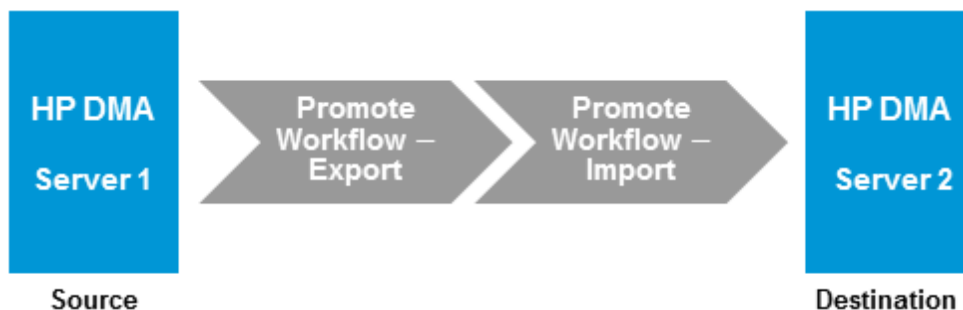 HP DMA
Server 1
Promote
Workflow –
Export
Promote
Workflow –
Import
HP DMA
Server 2
Source
Destination